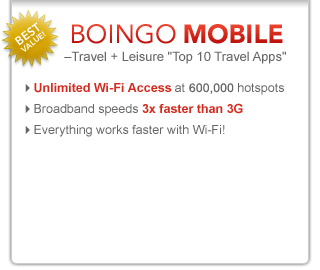 BEST
VALUE!
BOINGO MOBILE
–Travel + Leisure "Top 10 Travel Apps"
Unlimited Wi-Fi Access at 600,000 hotspots
Broadband speeds 3x faster than 3G
Everything works faster with Wi-Fi!